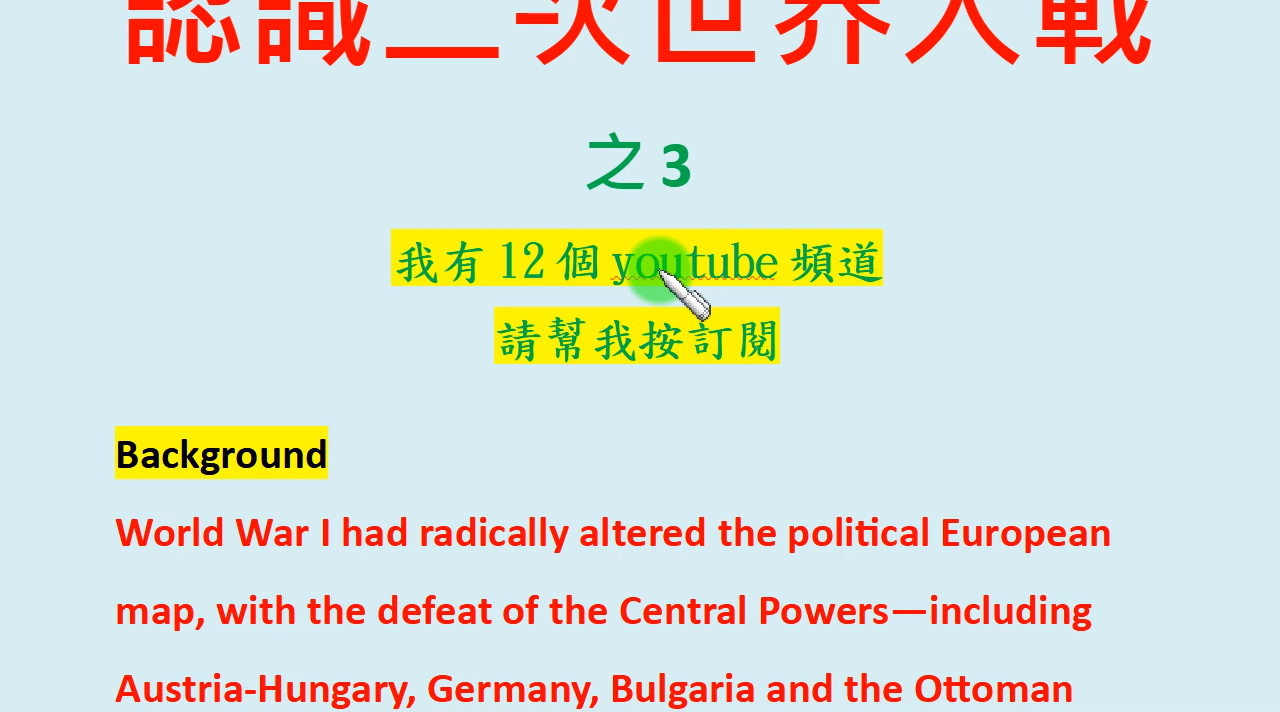 認識二次世界大戰
之3
我有12個youtube頻道
請幫我按訂閱
Background
World War I had radically altered the political European
map, with the defeat of the Central Powers—including
Austria-Hungary, Germany, Bulgaria and the Ottoman